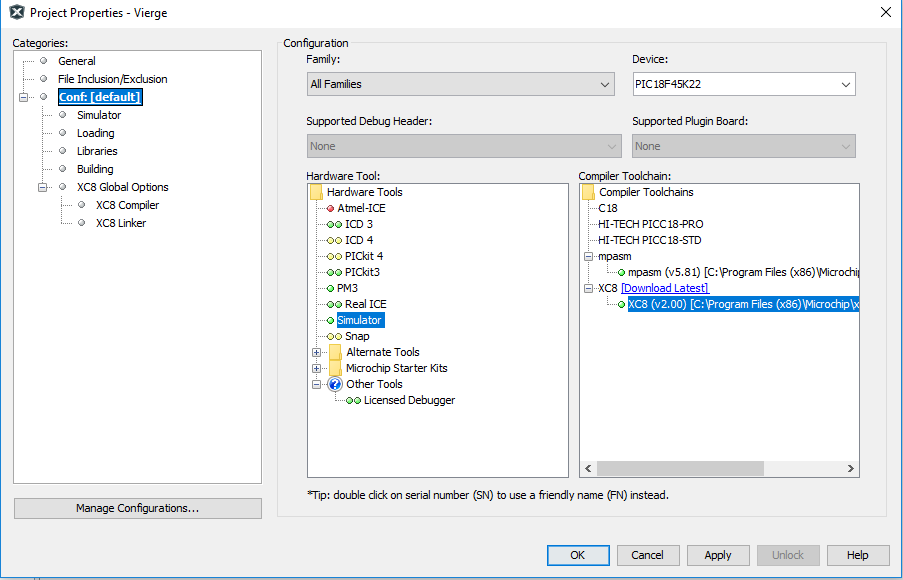 Project Properties - Vierge
Categories:
General
File Inclusion/Exclusion
Conf: [default]
Simulator
Loading
Libraries
Building
XC8 Global Options
XC8 Compiler
XC8 Linker
Manage Configurations...
Configuration
Family:
Device:
All Families
PIC18F45K22
Supported Debug Header:
Supported Plugin Board:
None
None
Hardware Tool:
Hardware Tools
Atmel-ICE
ICD 3
ICD 4
PICkit 4
PICkit3
PM3
Real ICE
Simulator
Snap
Alternate Tools
Microchip Starter Kits
Other Tools
Licensed Debugger
Compiler Toolchain:
Compiler Toolchains
C18
HI-TECH PICC18-PRO
HI-TECH PICC18-STD
mpasm
mpasm (v5.81) [C:\Program Files (x86)\Microchip
XC8 [Download Latest]
XC8 (v2.00) [C:\Program Files (x86)\Microchip\x
*Tip: double click on serial number (SN) to use a friendly name (FN) instead.
OK
Cancel
Apply
Unlock
Help